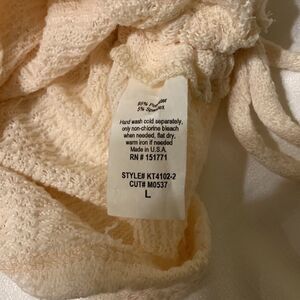 5% Spandex
Hand wash cold separately,
only non-chlorine bleach
when needed, flat dry,
warm iron if needed
Made in U.S.A.
RN # 151771
STYLE# KT4102-2
CUT# M0537
L